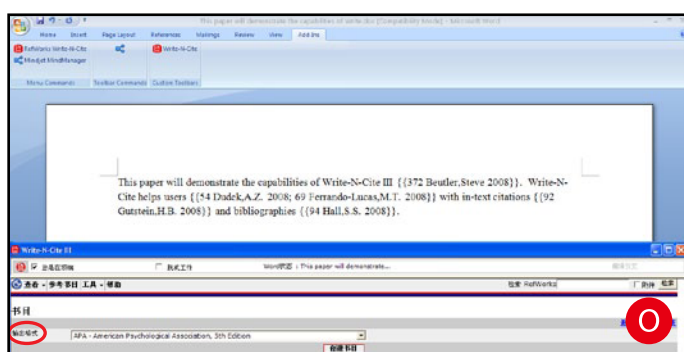 This paper will demonstrate the capabilities of write.doc [Compatibility Mode] - Microsoft Word
Home Insert Page Layout References Mailings Review View Add-Ins
RefWorks Write-N-Cite
Write-N-Cite
Mindjet MindManager
Menu Commands Toolbar Commands Custom Toolbars
This paper will demonstrate the capabilities of Write-N-Cite III {{372 Beutler,Steve 2008}}. Write-N-
Cite helps users {{54 Dudek,A.Z. 2008; 69 Ferrando-Lucas,M.T. 2008}} with in-text citations {{92
Gutstein,H.B. 2008}} and bibliographies {{94 Hall,S.S. 2008}}.
Write-N-Cite III
总是在前端 脱机工作 Word状态 : This paper will demonstrate...
查看 - 参考书目 工具 - 帮助 检索 RefWorks 附件 检索
书目
输出格式 APA - American Psychological Association, 5th Edition
创建书目
O